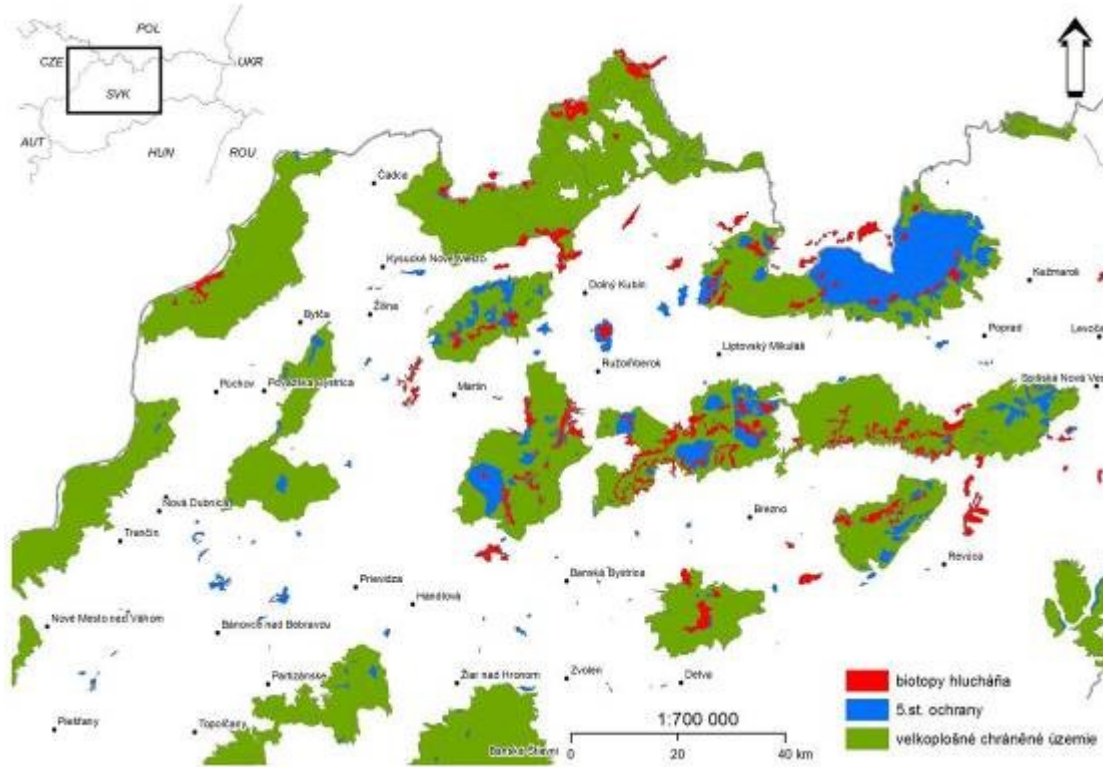 POL
CZE
UKR
SVK
AUT
HUN
ROU
Čadca
Kysucké Nové Mesto
Kežmarok
Dolný Kubín
Žilina
Bytča
Poprad
Levoča
Liptovský Mikuláš
Ružomberok
Púchov
Považská Bystrica
Martin
Spišská Nová Ves
Nová Dubnica
Brezno
Trenčín
Revúca
Banská Bystrica
Prievidza
Handlová
Nové Mesto nad Váhom
Bánovce nad Bebravou
Zvolen
Detva
Partizánske
Žiar nad Hronom
Piešťany
Topoľčany
Banská Štiavni
biotopy hlucháňa
5.st. ochrany
velkoplošné chráněné územie
1:700 000
0 20 40 km